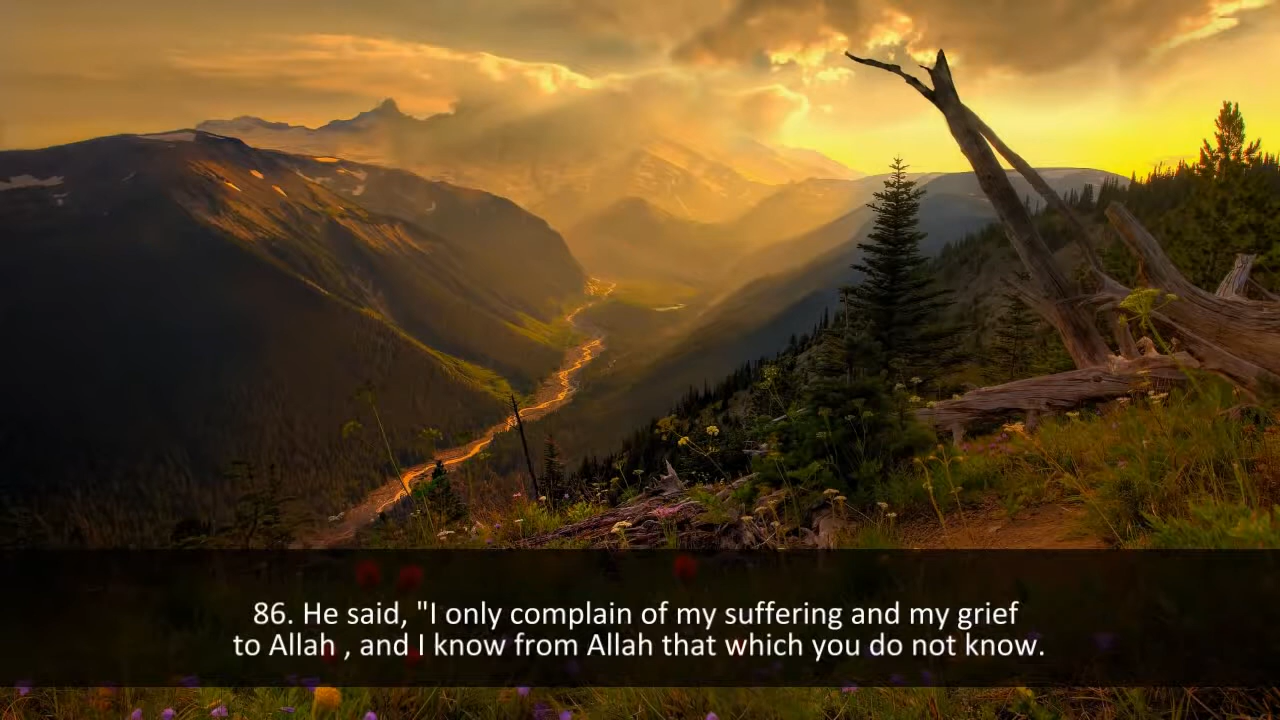 86. He said, "I only complain of my suffering and my grief
to Allah , and I know from Allah that which you do not know.